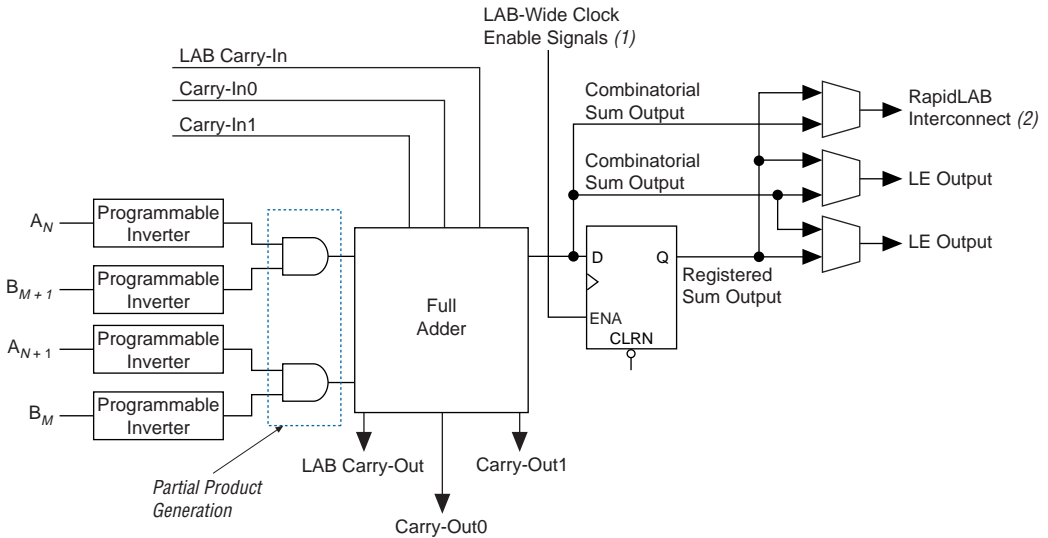 LAB-Wide Clock
Enable Signals (1)
LAB Carry-In
Carry-In0
Carry-In1
Combinatorial
Sum Output
RapidLAB
Interconnect (2)
Combinatorial
Sum Output
LE Output
LE Output
A N
Programmable
Inverter
B M + 1
Programmable
Inverter
A N + 1
Programmable
Inverter
B M
Programmable
Inverter
Full
Adder
D
Q
ENA
CLRN
Registered
Sum Output
LAB Carry-Out
Carry-Out1
Carry-Out0
Partial Product
Generation